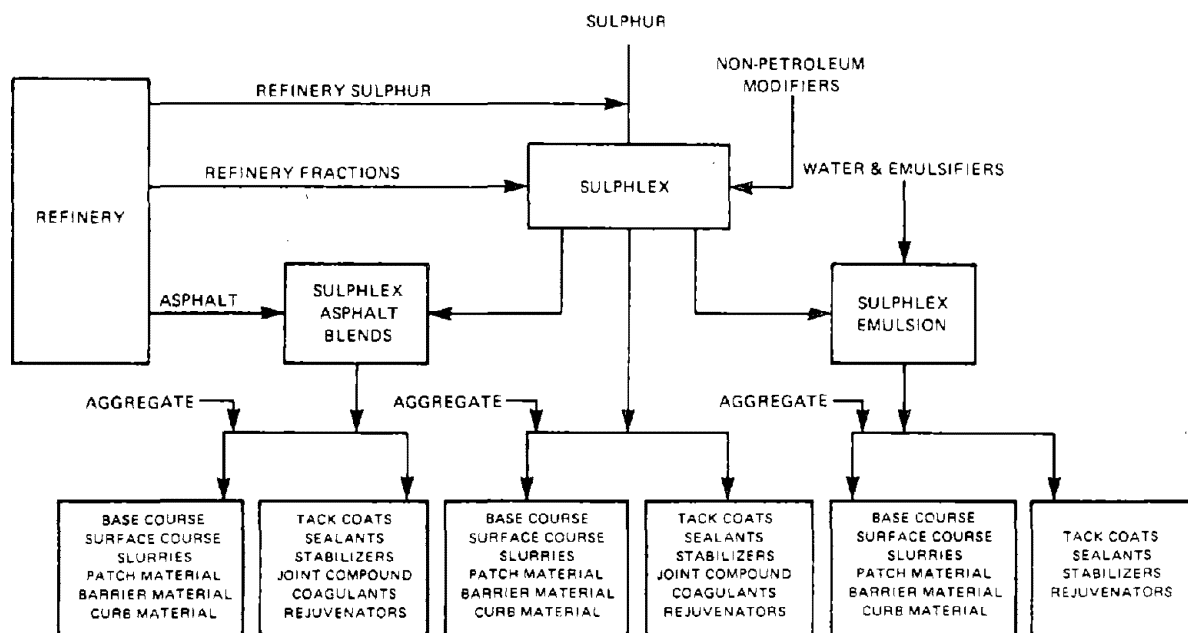 SULPHUR
NON-PETROLEUM
MODIFIERS
REFINERY SULPHUR
REFINERY FRACTIONS
SULPHLEX
WATER & EMULSIFIERS
REFINERY
ASPHALT
SULPHLEX
ASPHALT
BLENDS
SULPHLEX
EMULSION
AGGREGATE
AGGREGATE
AGGREGATE
BASE COURSE
SURFACE COURSE
SLURRIES
PATCH MATERIAL
BARRIER MATERIAL
CURB MATERIAL
TACK COATS
SEALANTS
STABILIZERS
JOINT COMPOUND
COAGULANTS
REJUVENATORS
BASE COURSE
SURFACE COURSE
SLURRIES
PATCH MATERIAL
BARRIER MATERIAL
CURB MATERIAL
TACK COATS
SEALANTS
STABILIZERS
JOINT COMPOUND
COAGULANTS
REJUVENATORS
BASE COURSE
SURFACE COURSE
SLURRIES
PATCH MATERIAL
BARRIER MATERIAL
CURB MATERIAL
TACK COATS
SEALANTS
STABILIZERS
REJUVENATORS